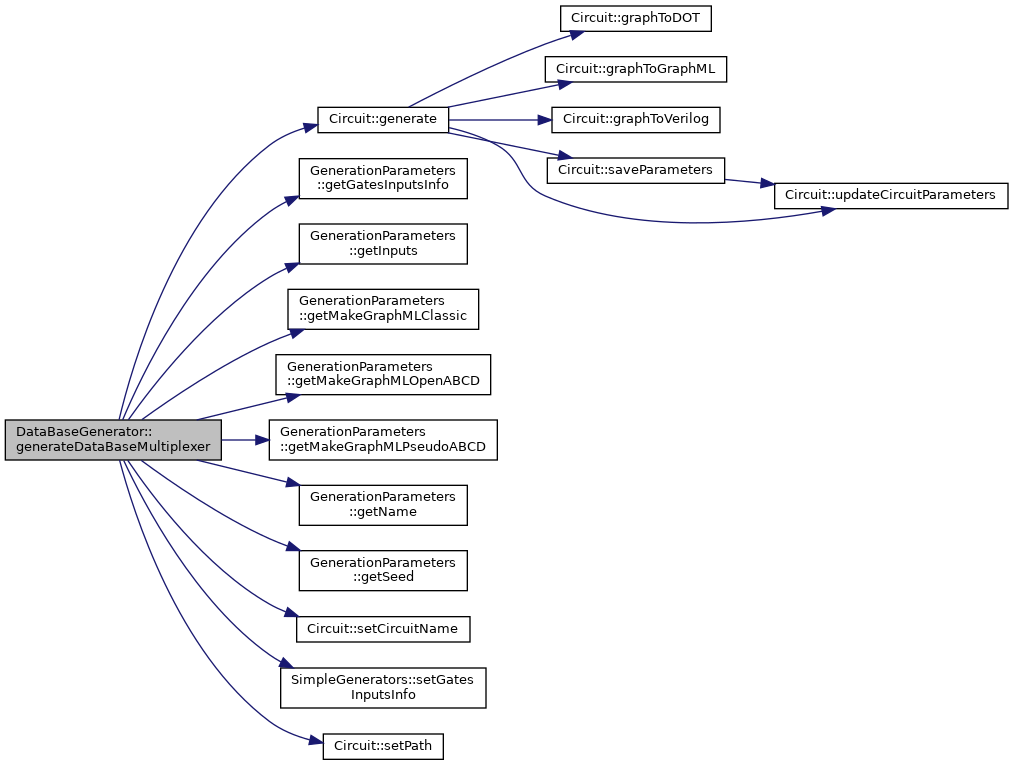 Circuit::graphToDOT
Circuit::graphToGraphML
Circuit::generate
Circuit::graphToVerilog
Circuit::saveParameters
Circuit::updateCircuitParameters
GenerationParameters
::getGatesInputsInfo
GenerationParameters
::getInputs
GenerationParameters
::getMakeGraphMLClassic
GenerationParameters
::getMakeGraphMLOpenABCD
DataBaseGenerator::
generateDataBaseMultiplexer
GenerationParameters
::getMakeGraphMLPseudoABCD
GenerationParameters
::getName
GenerationParameters
::getSeed
Circuit::setCircuitName
SimpleGenerators::setGates
InputsInfo
Circuit::setPath